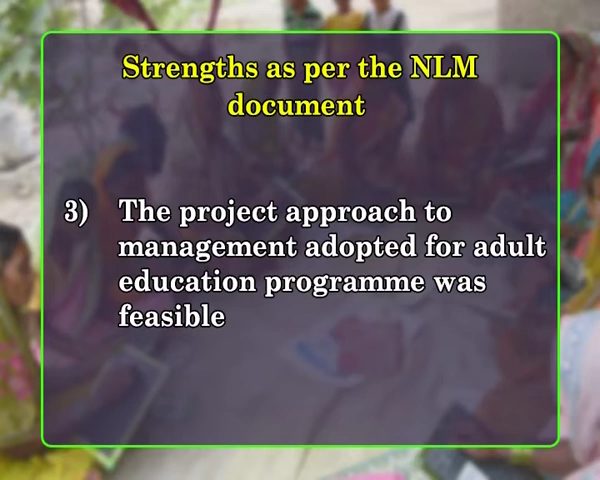 Strengths as per the NLM
document
3) The project approach to
management adopted for adult
education programme was
feasible